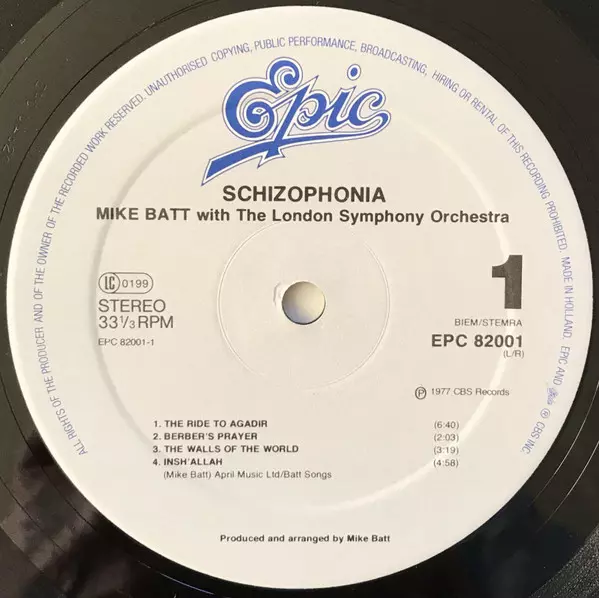 ALL RIGHTS OF THE PRODUCER AND OF THE OWNER OF THE RECORDED WORK RESERVED. UNAUTHORISED COPYING, PUBLIC PERFORMANCE, BROADCASTING, HIRING OR RENTAL OF THIS RECORDING PROHIBITED. MADE IN HOLLAND. EPIC AND Epic ® CBS INC.
Epic
SCHIZOPHONIA
MIKE BATT with The London Symphony Orchestra
LC 0199
STEREO
33⅓ RPM
EPC 82001-1
1
BIEM/STEMRA
EPC 82001
(L/R)
℗ 1977 CBS Records
1. THE RIDE TO AGADIR (6:40)
2. BERBER'S PRAYER (2:03)
3. THE WALLS OF THE WORLD (3:19)
4. INSH'ALLAH (4:58)
(Mike Batt) April Music Ltd/Batt Songs
Produced and arranged by Mike Batt